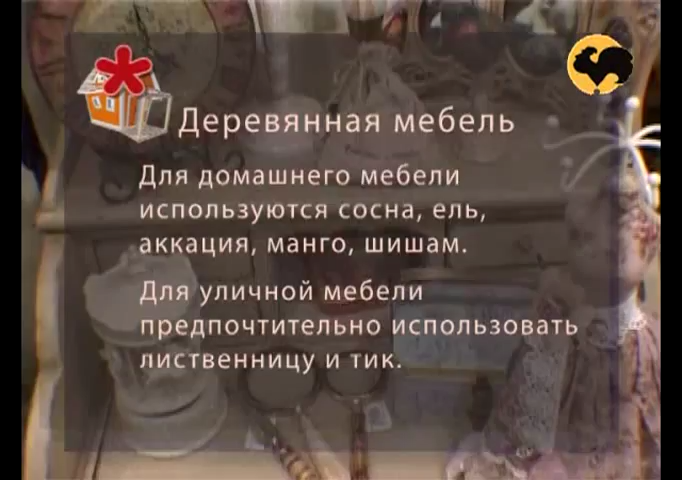 Деревянная мебель
Для домашнего мебели
используются сосна, ель,
аккация, манго, шишам.
Для уличной мебели
предпочтительно использовать
лиственницу и тик.